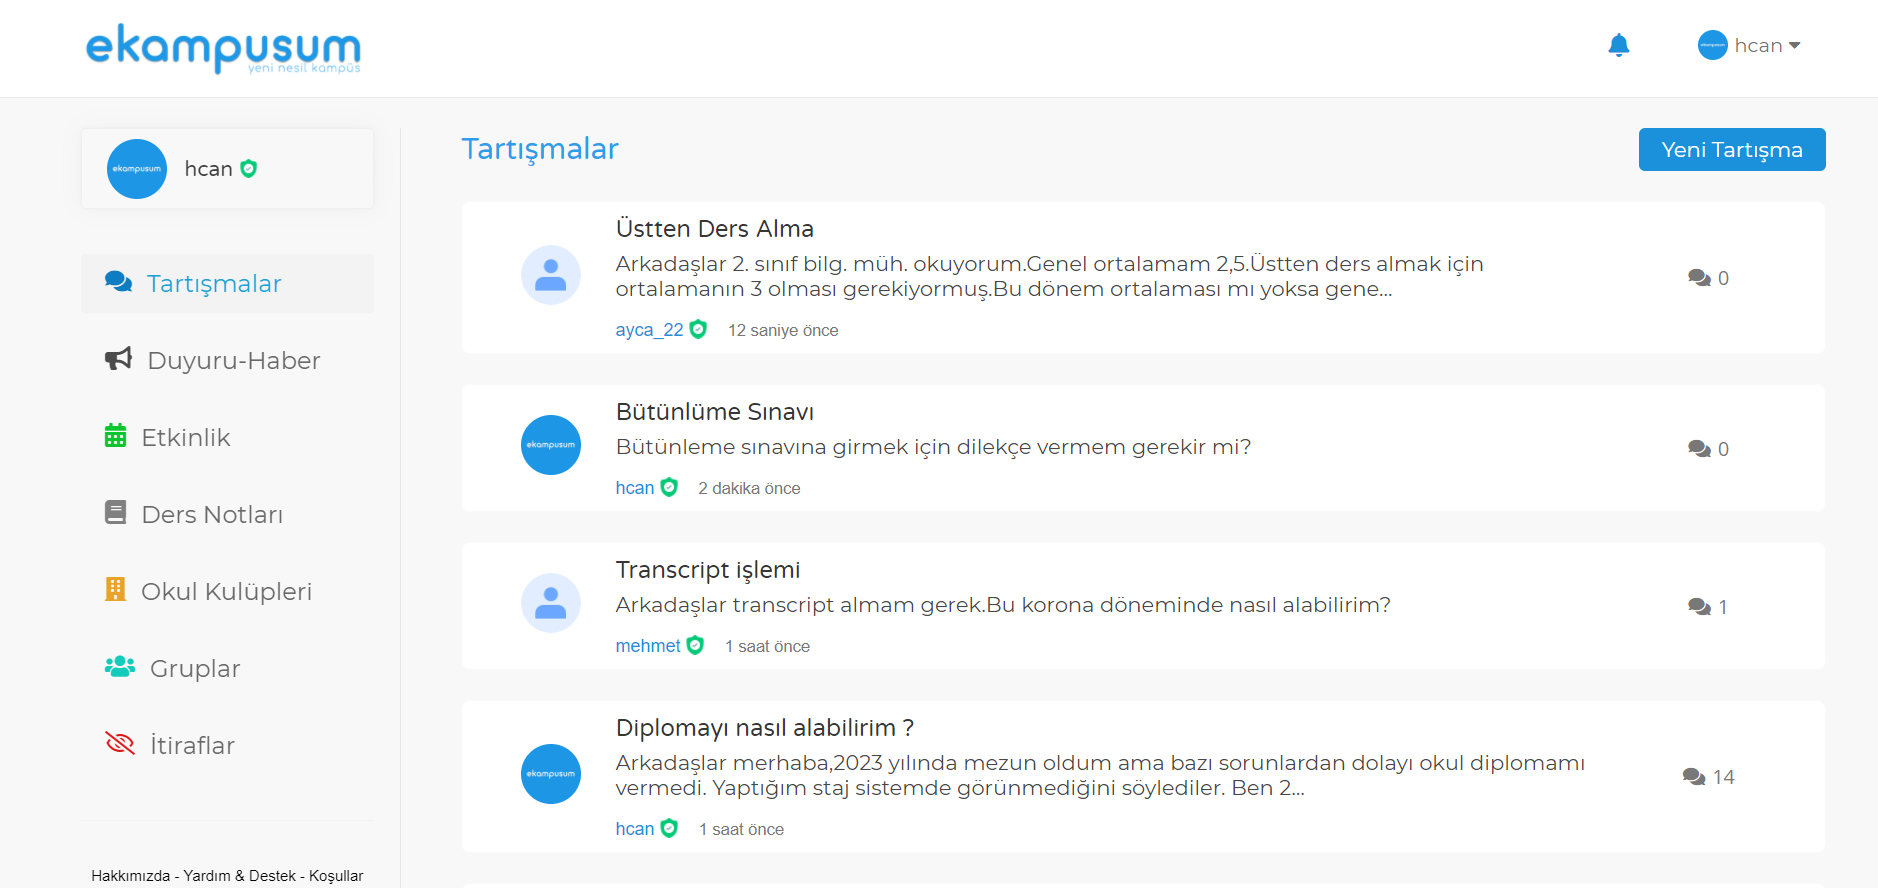 ekampusum
yeni nesil kampüs
hcan
ekampusum
hcan
Tartışmalar
Duyuru-Haber
Etkinlik
Ders Notları
Okul Kulüpleri
Gruplar
İtiraflar
Hakkımızda - Yardım & Destek - Koşullar
Tartışmalar
Yeni Tartışma
Üstten Ders Alma
Arkadaşlar 2. sınıf bilg. müh. okuyorum.Genel ortalamam 2,5.Üstten ders almak için
ortalamanın 3 olması gerekiyormuş.Bu dönem ortalaması mı yoksa gene...
ayca_22 12 saniye önce
0
ekampusum
Bütünlüme Sınavı
Bütünleme sınavına girmek için dilekçe vermem gerekir mi?
hcan 2 dakika önce
0
Transcript işlemi
Arkadaşlar transcript almam gerek.Bu korona döneminde nasıl alabilirim?
mehmet 1 saat önce
1
ekampusum
Diplomayı nasıl alabilirim ?
Arkadaşlar merhaba,2023 yılında mezun oldum ama bazı sorunlardan dolayı okul diplomamı
vermedi. Yaptığım staj sistemde görünmediğini söylediler. Ben 2...
hcan 1 saat önce
14